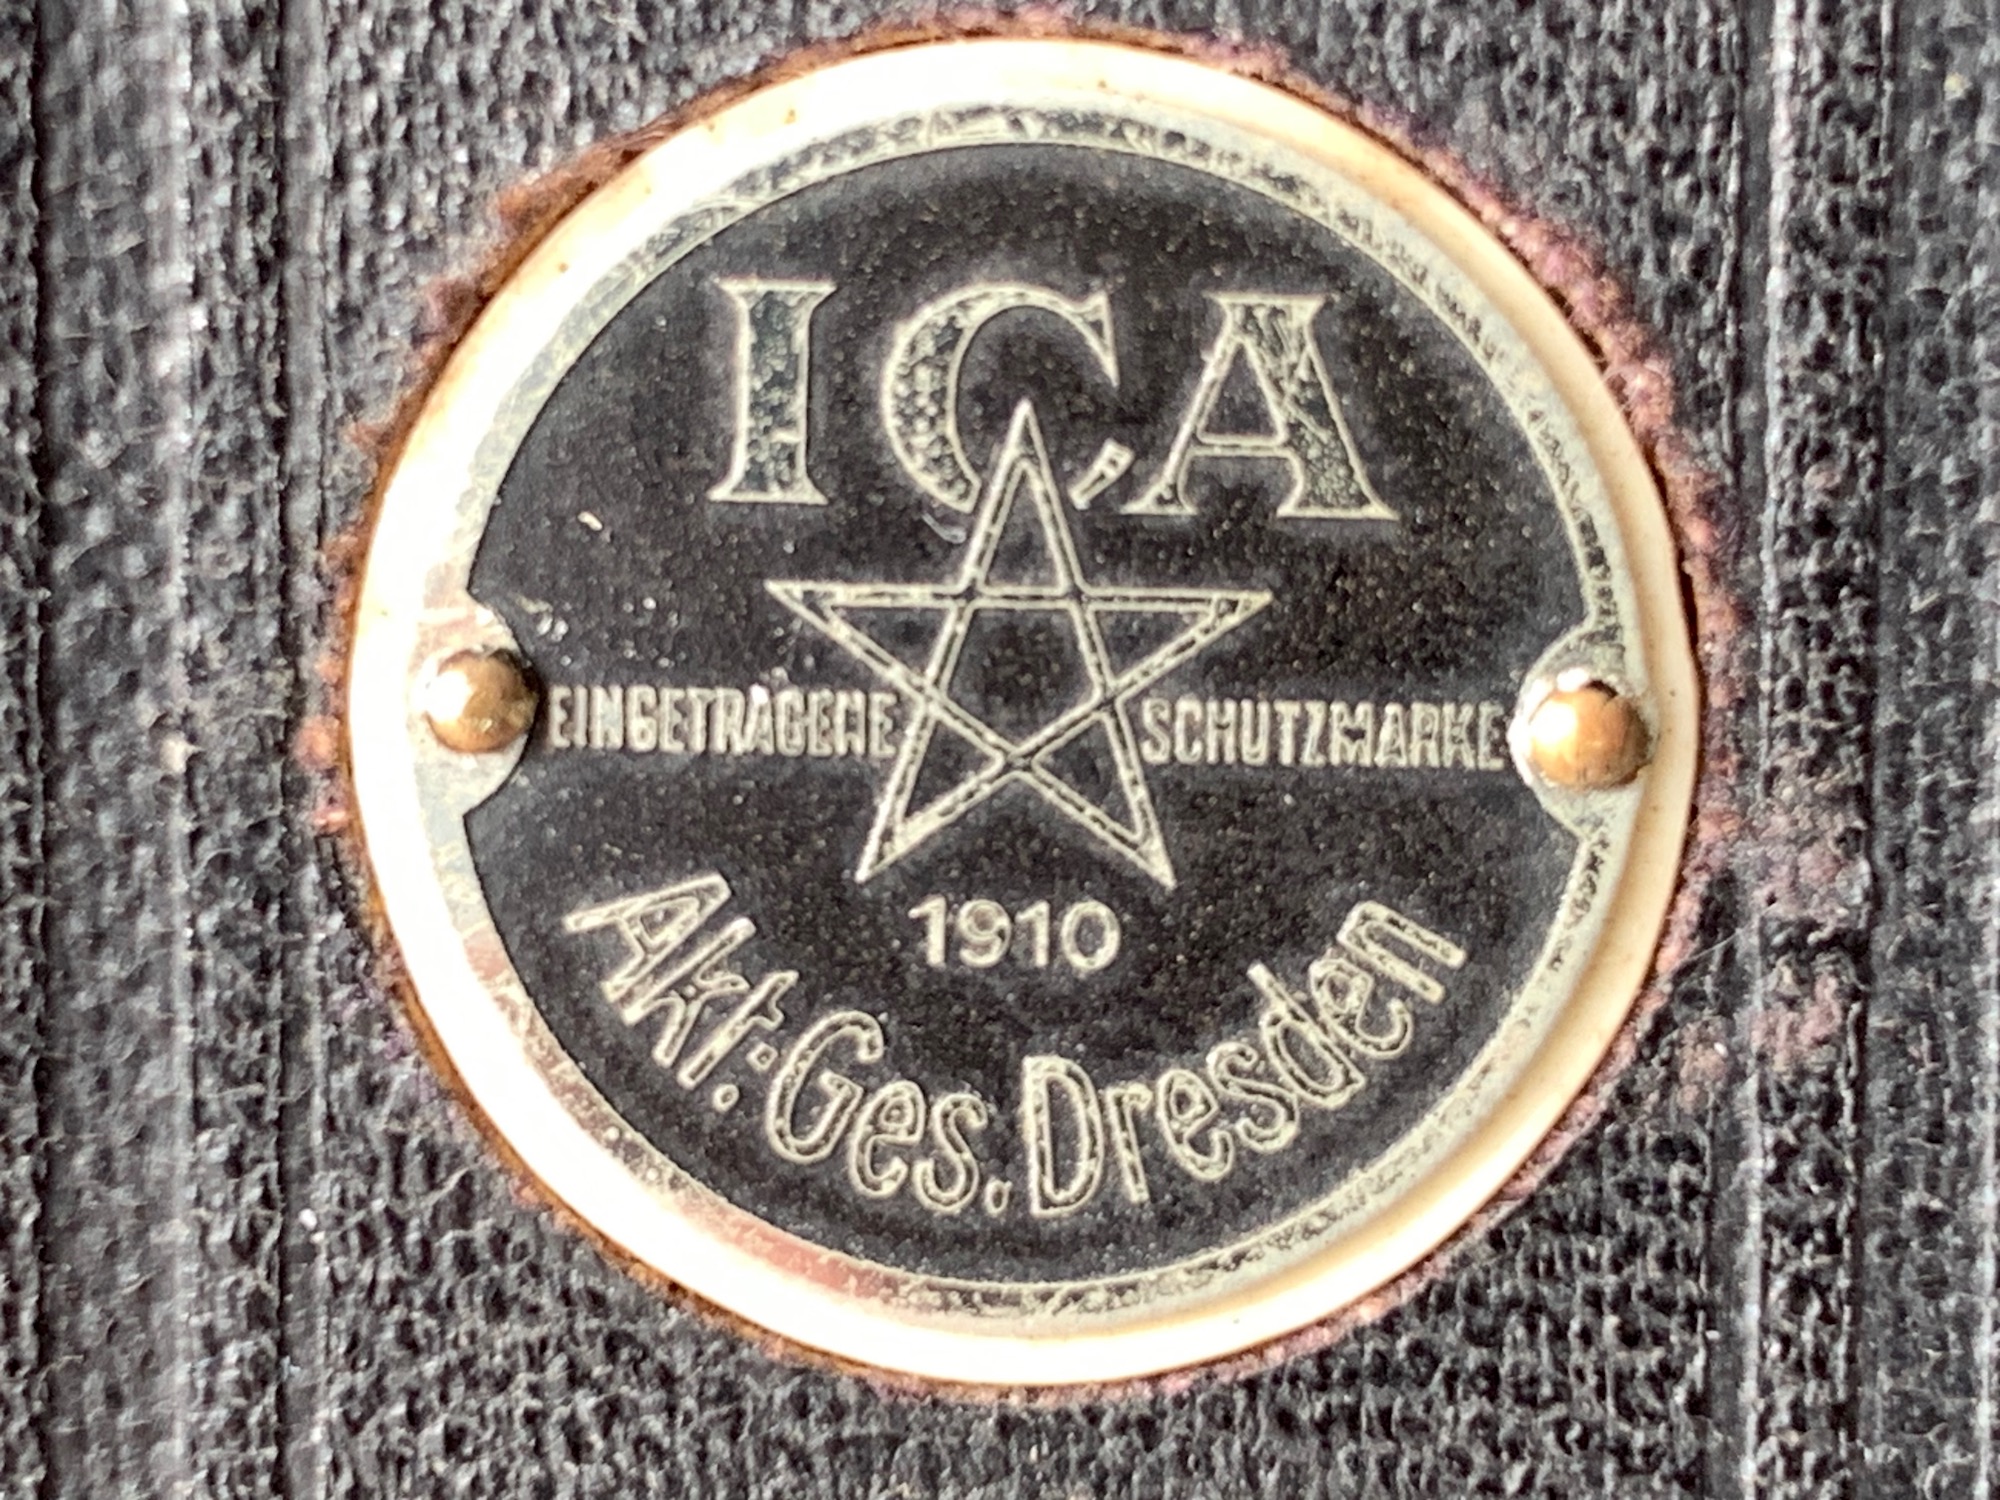 ICA
EINGETRAGENE SCHUTZMARKE
1910
Akt: Ges. Dresden